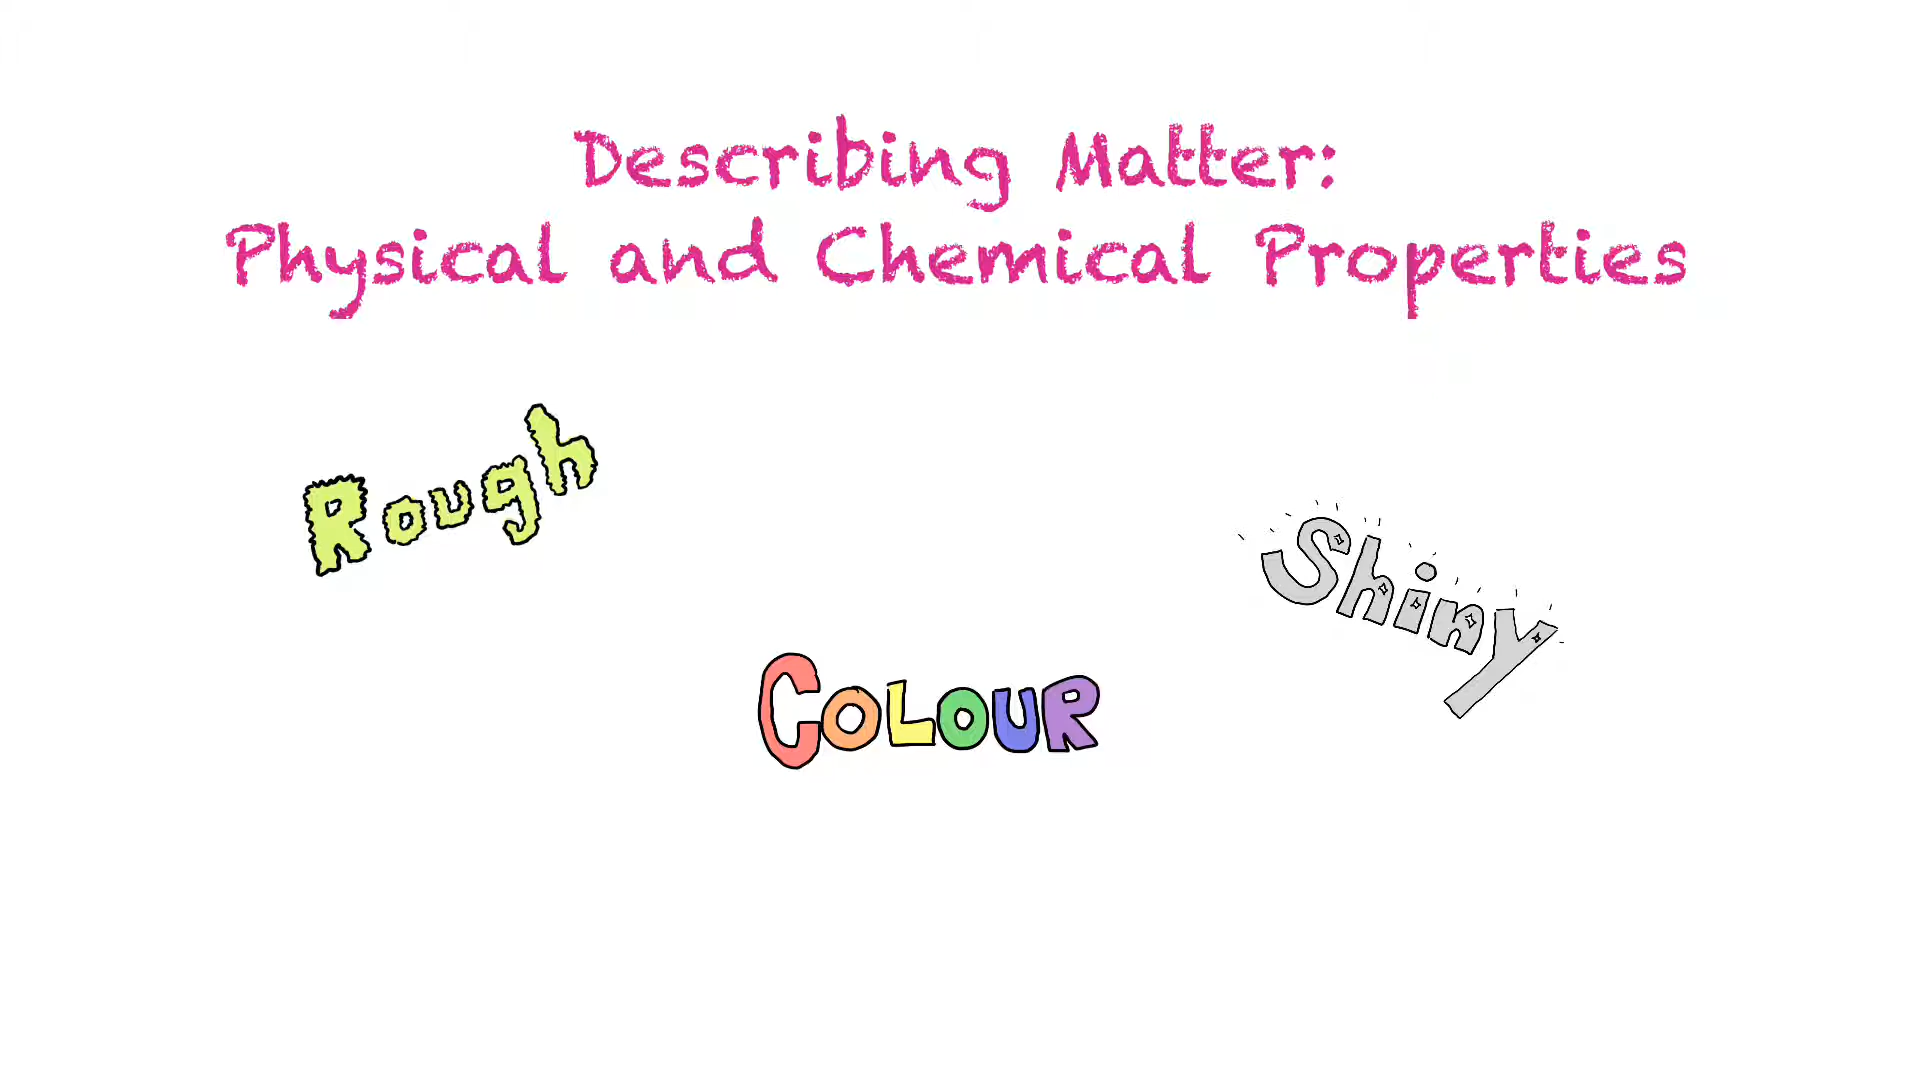 Describing Matter:
Physical and Chemical Properties
Rough
Shiny
COLOUR